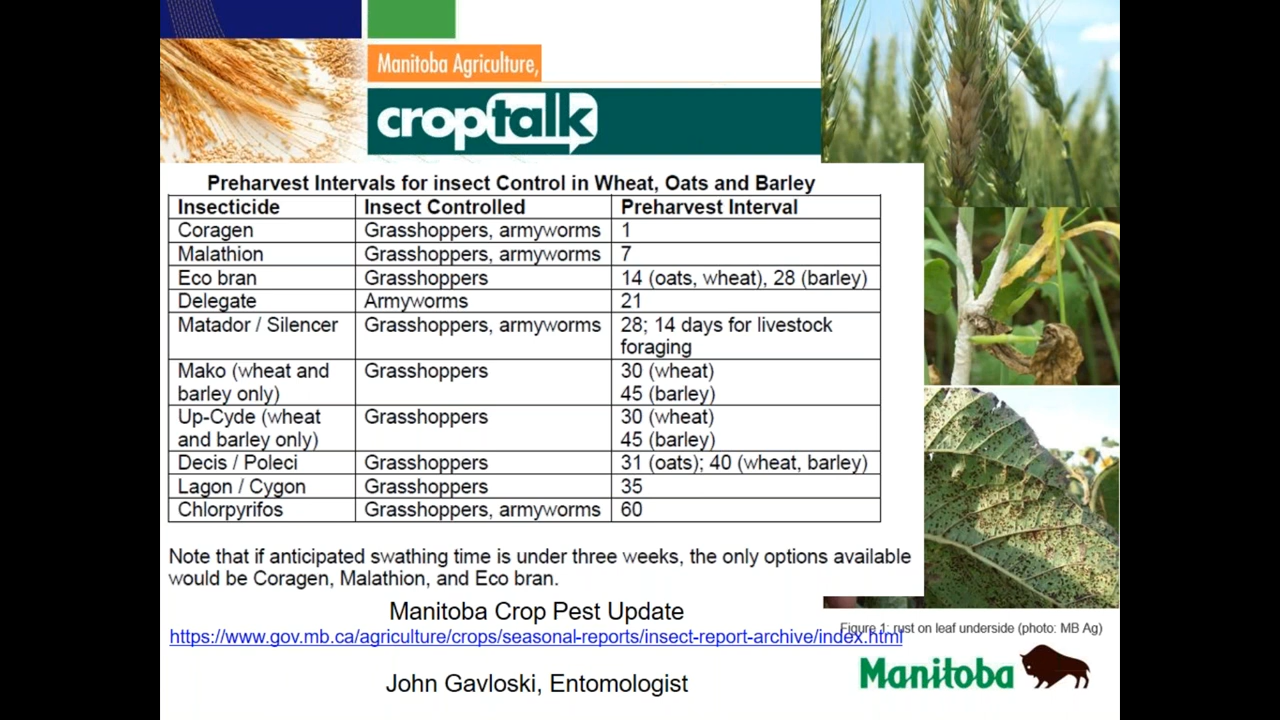 Manitoba Agriculture,
croptalk
Preharvest Intervals for insect Control in Wheat, Oats and Barley
Insecticide Insect Controlled Preharvest Interval
Coragen Grasshoppers, armyworms 1
Malathion Grasshoppers, armyworms 7
Eco bran Grasshoppers 14 (oats, wheat), 28 (barley)
Delegate Armyworms 21
Matador / Silencer Grasshoppers, armyworms 28; 14 days for livestock
foraging
Mako (wheat and Grasshoppers 30 (wheat)
barley only) 45 (barley)
Up-Cyde (wheat Grasshoppers 30 (wheat)
and barley only) 45 (barley)
Decis / Poleci Grasshoppers 31 (oats); 40 (wheat, barley)
Lagon / Cygon Grasshoppers 35
Chlorpyrifos Grasshoppers, armyworms 60
Note that if anticipated swathing time is under three weeks, the only options available
would be Coragen, Malathion, and Eco bran.
Manitoba Crop Pest Update
https://www.gov.mb.ca/agriculture/crops/seasonal-reports/insect-report-archive/index.html
Figure 1: rust on leaf underside (photo: MB Ag)
John Gavloski, Entomologist
Manitoba